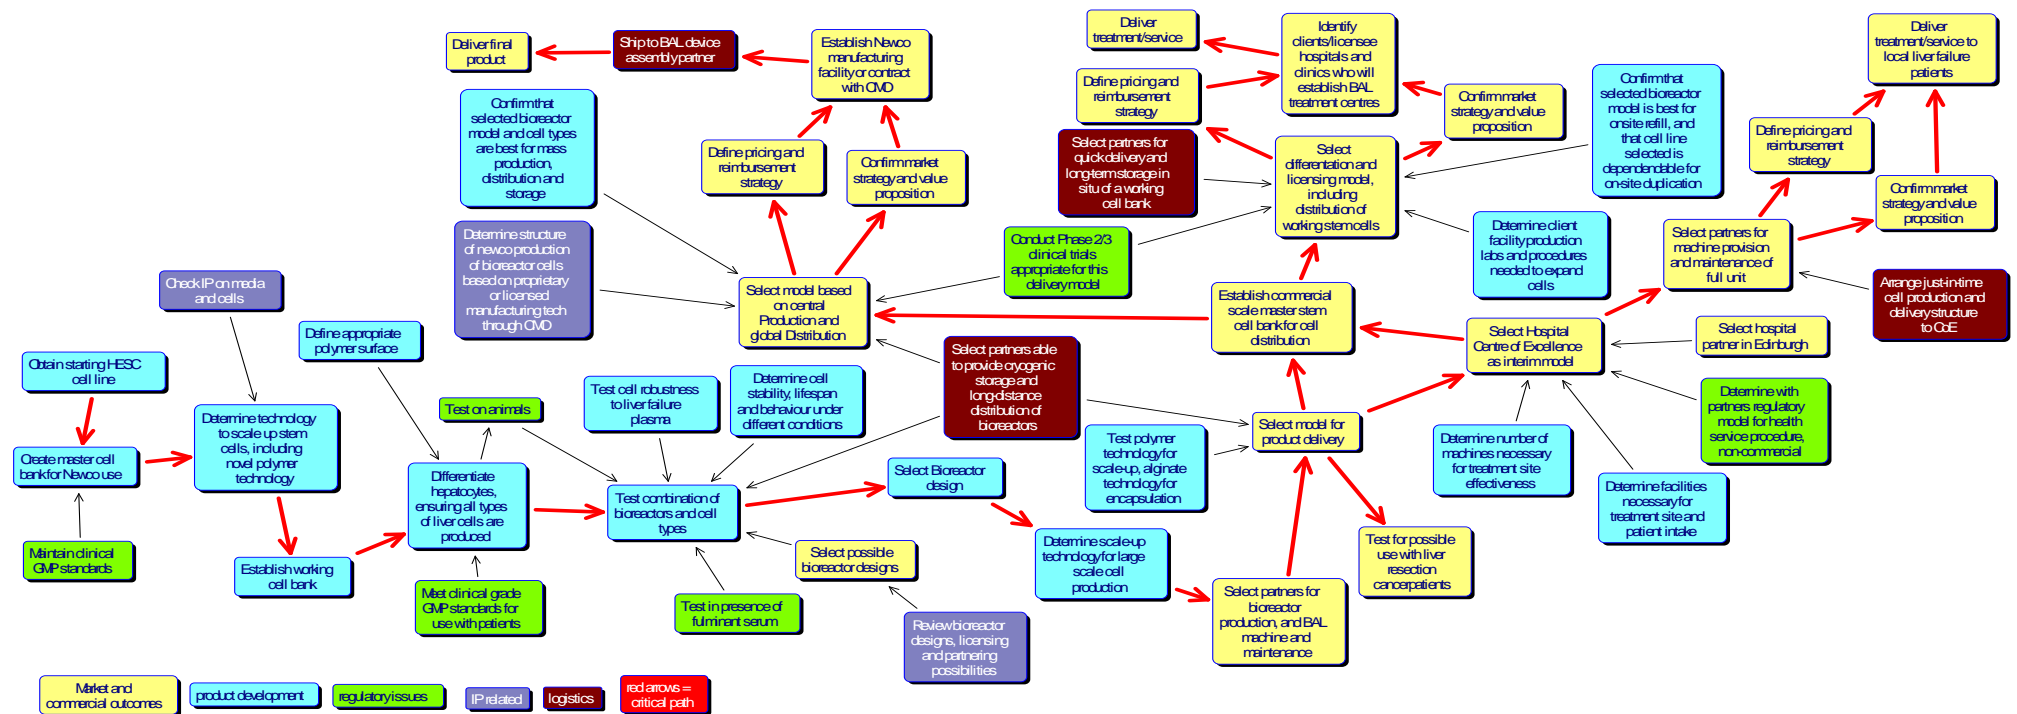 Deliver final
product
Ship to BAL device
assembly partner
Establish Newco
manufacturing
facility or contract
with CMD
Deliver
treatment/service
Identify
clients/licensee
hospitals and
clinics who will
establish BAL
treatment centres
Deliver
treatment/service to
local liver failure
patients
Confirm that
selected bioreactor
model and cell types
are best for mass
production,
distribution and
storage
Define pricing and
reimbursement
strategy
Confirm market
strategy and value
proposition
Define pricing and
reimbursement
strategy
Confirm market
strategy and value
proposition
Confirm that
selected bioreactor
model is best for
onsite refill, and
that cell line
selected is
dependendable for
on-site duplication
Define pricing and
reimbursement
strategy
Confirm market
strategy and value
proposition
Select partners for
quick delivery and
long-term storage in
situ of a working
cell bank
Select
differentation and
licensing model,
including
distribution of
working stem cells
Determine structure
of newco production
of bioreactor cells
based on proprietary
or licensed
manufacturing tech
through CMD
Conduct Phase 2/3
clinical trials
appropriate for this
delivery model
Determine client
facility production
labs and procedures
needed to expand
cells
Select partners for
machine provision
and maintenance of
full unit
Arrange just-in-time
cell production and
delivery structure
to CoE
Check IP on media
and cells
Select model based
on central
Production and
global Distribution
Establish commercial
scale master stem
cell bank for cell
distribution
Select Hospital
Centre of Excellence
as interim model
Select hospital
partner in Edinburgh
Define appropriate
polymer surface
Obtain starting HESC
cell line
Select partners able
to provide cryogenic
storage and
long-distance
distribution of
bioreactors
Test cell robustness
to liver failure
plasma
Determine cell
stability, lifespan
and behaviour under
different conditions
Determine with
partners regulatory
model for health
service procedure,
non-commercial
Test on animals
Determine technology
to scale up stem
cells, including
novel polymer
technology
Create master cell
bank for Newco use
Select model for
product delivery
Test polymer
technology for
scale-up, alginate
technology for
encapsulation
Determine number of
machines necessary
for treatment site
effectiveness
Determine facilities
necessary for
treatment site and
patient intake
Differentiate
hepatocytes,
ensuring all types
of liver cells are
produced
Test combination of
bioreactors and cell
types
Select Bioreactor
design
Determine scale-up
technology for large
scale cell
production
Test for possible
use with liver
resection
cancerpatients
Maintain clinical
GMP standards
Establish working
cell bank
Meet clinical grade
GMP standards for
use with patients
Select possible
bioreactor designs
Test in presence of
fulminant serum
Review bioreactor
designs, licensing
and partnering
possibilities
Select partners for
bioreactor
production, and BAL
machine and
maintenance
Market and
commercial outcomes
product development
regulatory issues
IP related
logistics
red arrows =
critical path